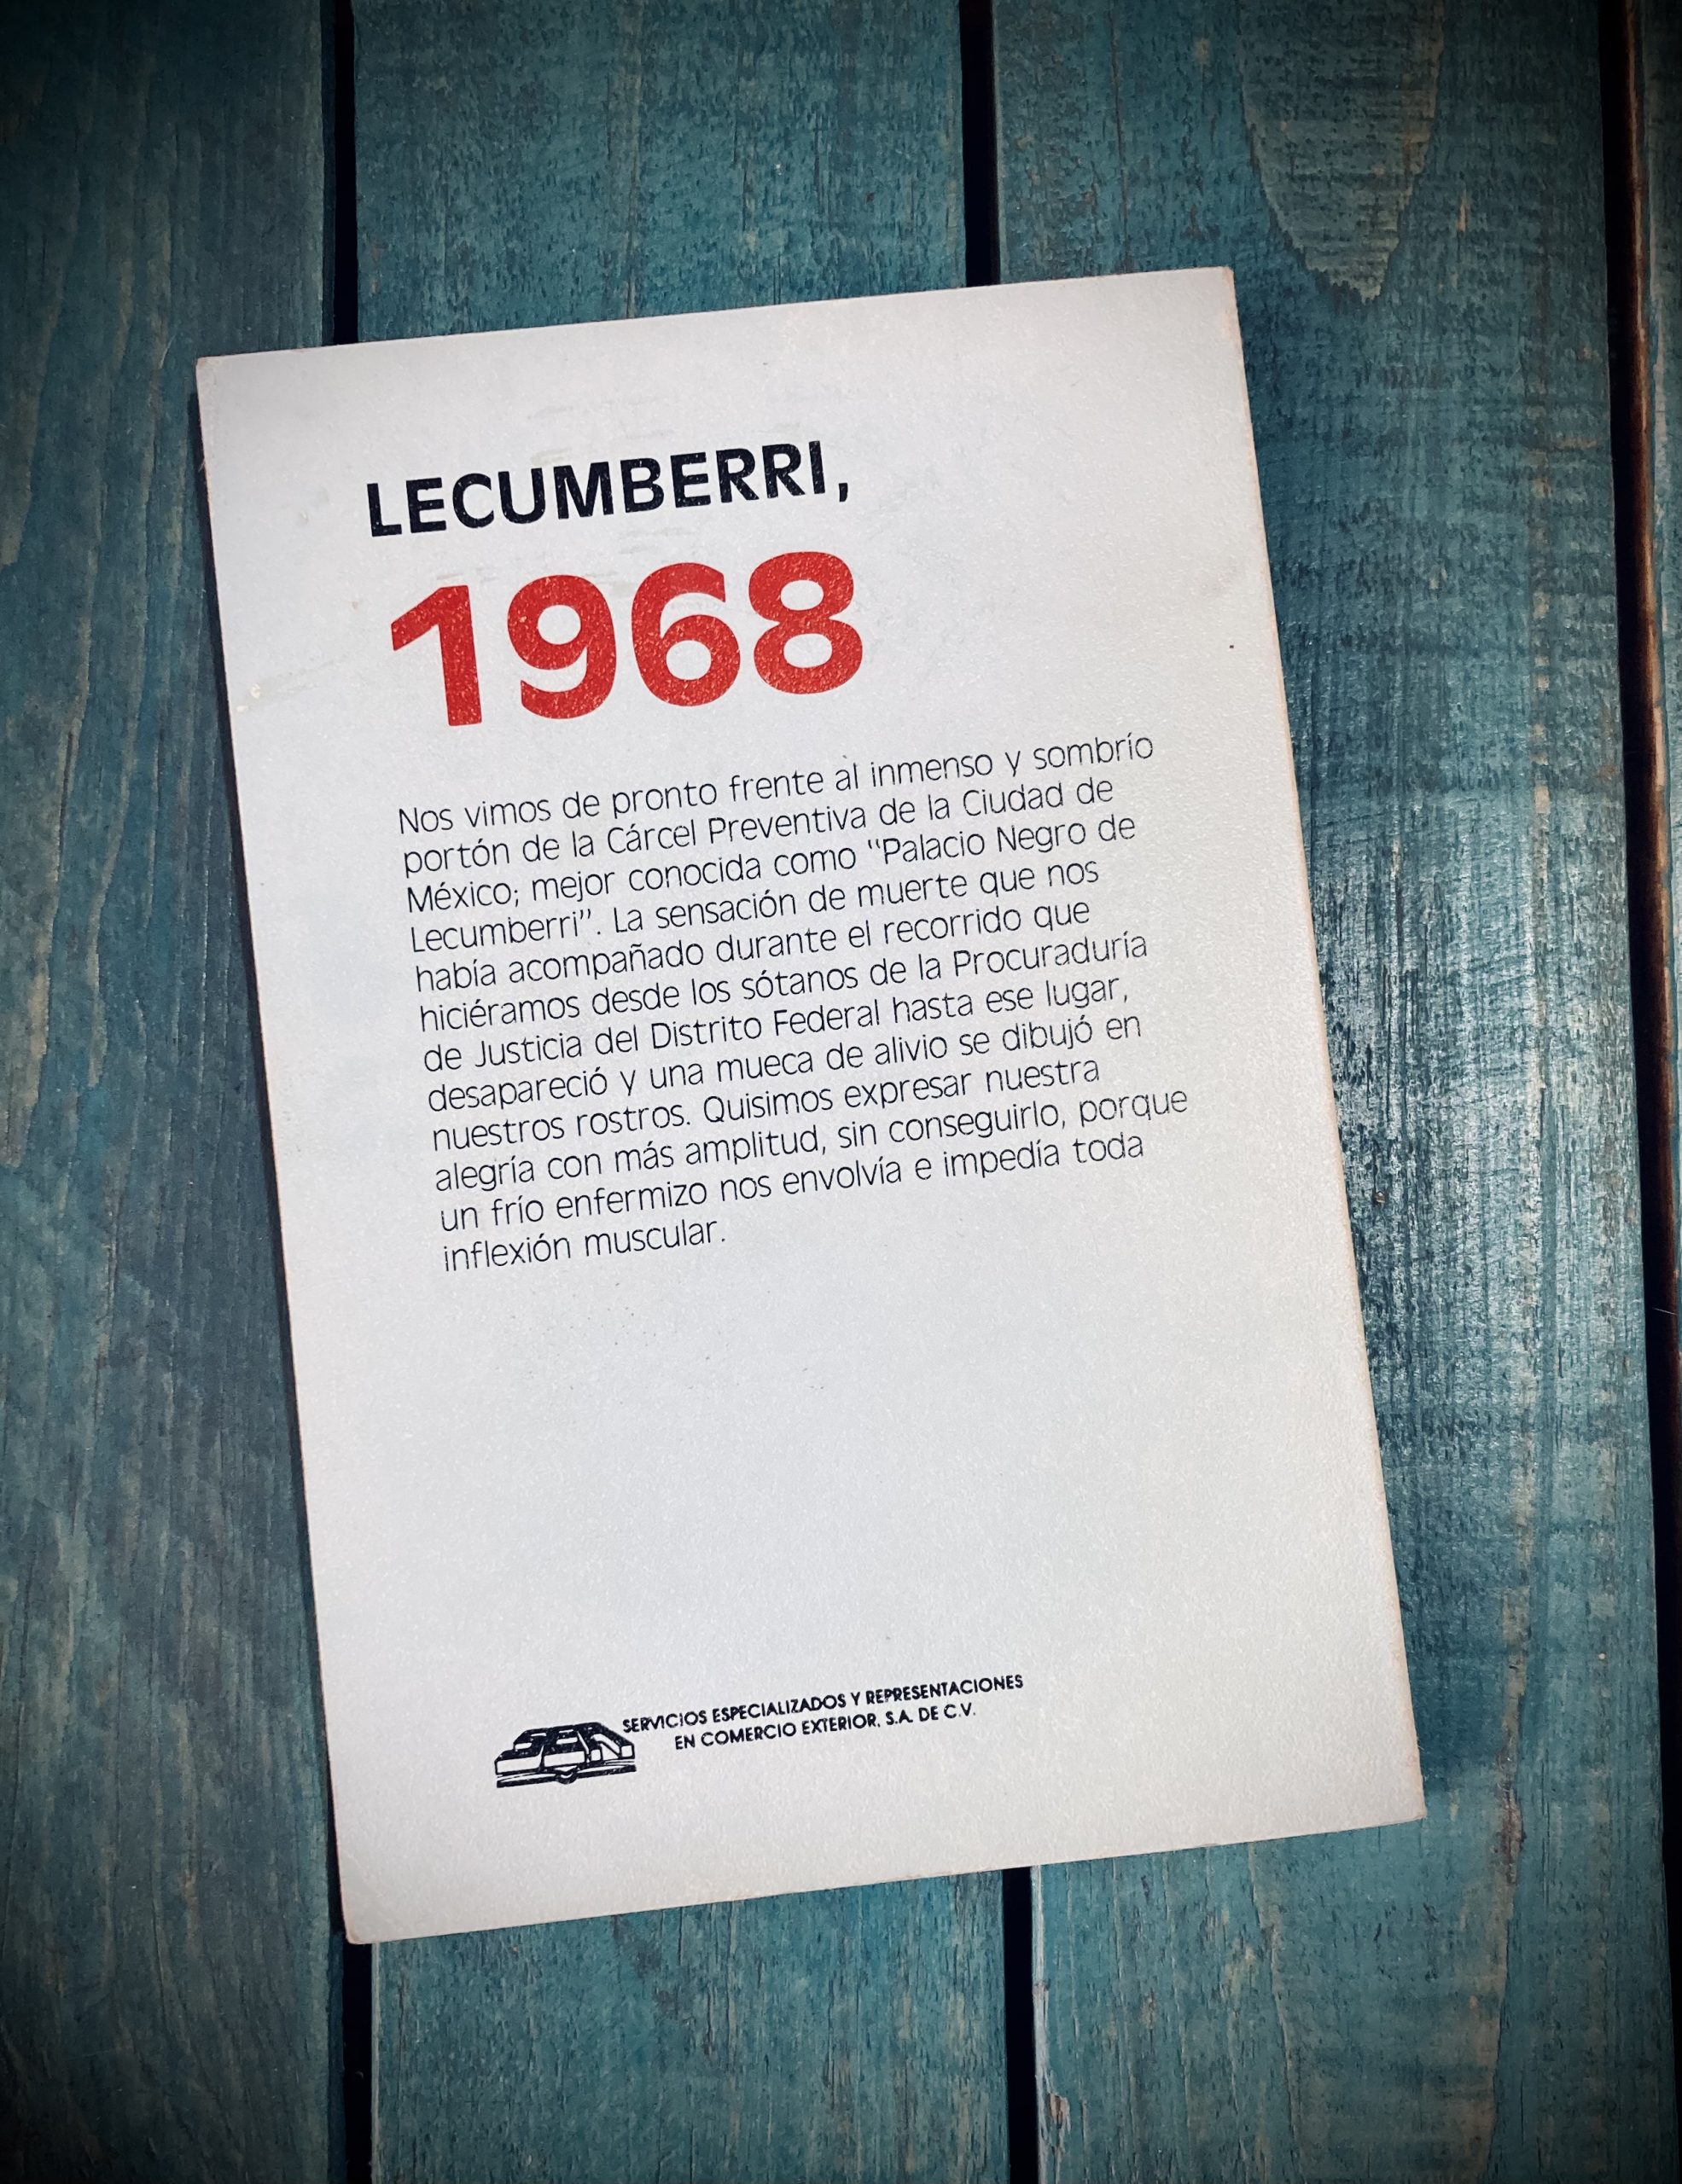 LECUMBERRI,
1968
Nos vimos de pronto frente al inmenso y sombrío
portón de la Cárcel Preventiva de la Ciudad de
México; mejor conocida como "Palacio Negro de
Lecumberri". La sensación de muerte que nos
había acompañado durante el recorrido que
hiciéramos desde los sótanos de la Procuraduría
de Justicia del Distrito Federal hasta ese lugar,
desapareció y una mueca de alivio se dibujó en
nuestros rostros. Quisimos expresar nuestra
alegría con más amplitud, sin conseguirlo, porque
un frío enfermizo nos envolvía e impedía toda
inflexión muscular.
SERVICIOS ESPECIALIZADOS Y REPRESENTACIONES
EN COMERCIO EXTERIOR, S.A. DE C.V.